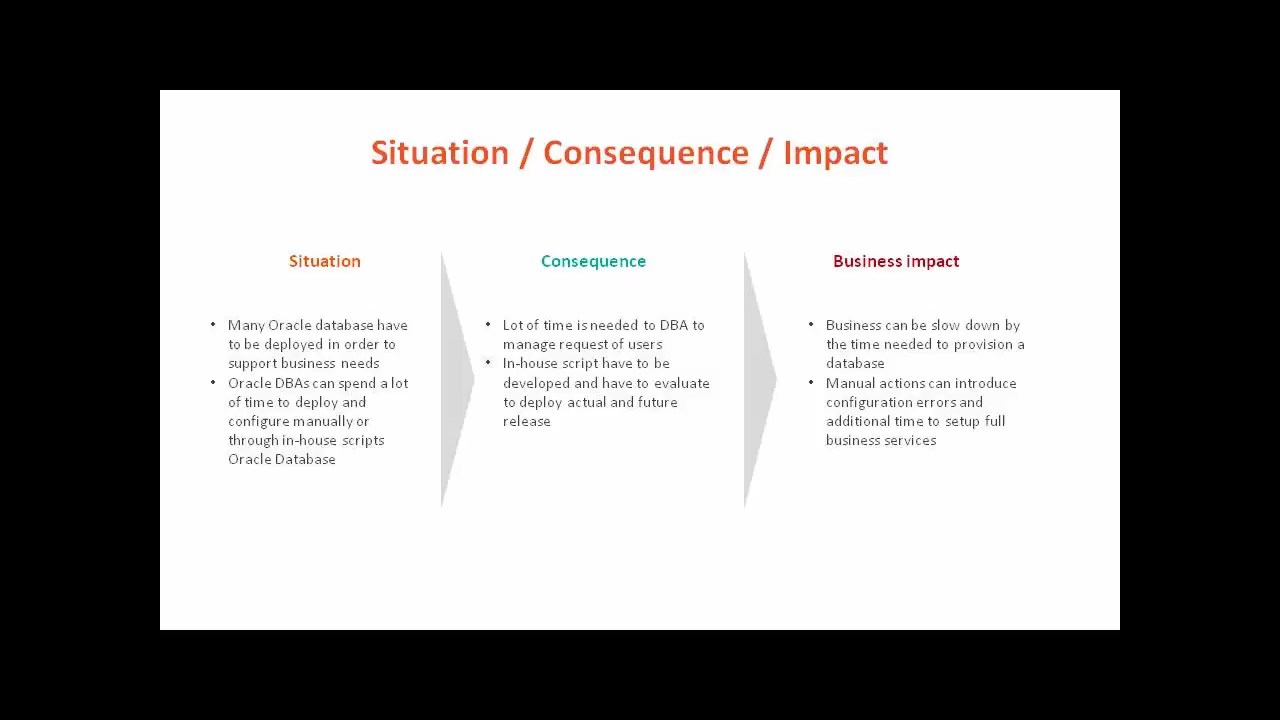 Situation / Consequence / Impact
Situation
Many Oracle database have
to be deployed in order to
support business needs
Oracle DBAs can spend a lot
of time to deploy and
configure manually or
through in-house scripts
Oracle Database
Consequence
Lot of time is needed to DBA to
manage request of users
In-house script have to be
developed and have to evaluate
to deploy actual and future
release
Business impact
Business can be slow down by
the time needed to provision a
database
Manual actions can introduce
configuration errors and
additional time to setup full
business services